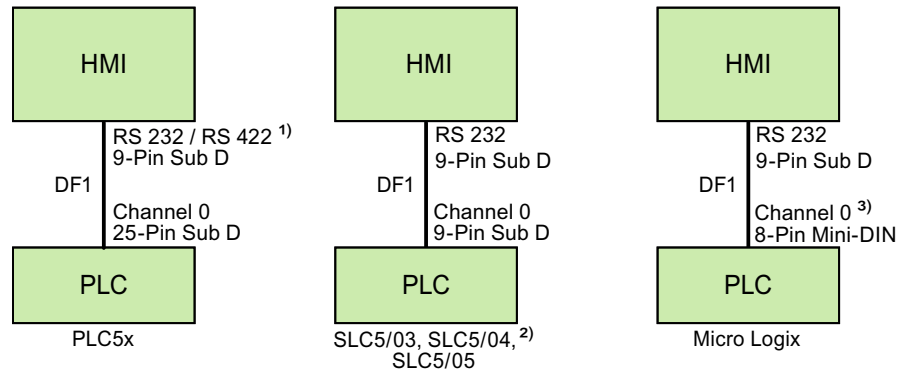 HMI
RS 232 / RS 422 ¹⁾
9-Pin Sub D
DF1
Channel 0
25-Pin Sub D
PLC
PLC5x
HMI
RS 232
9-Pin Sub D
DF1
Channel 0
9-Pin Sub D
PLC
SLC5/03, SLC5/04, ²⁾
SLC5/05
HMI
RS 232
9-Pin Sub D
DF1
Channel 0 ³⁾
8-Pin Mini-DIN
PLC
Micro Logix